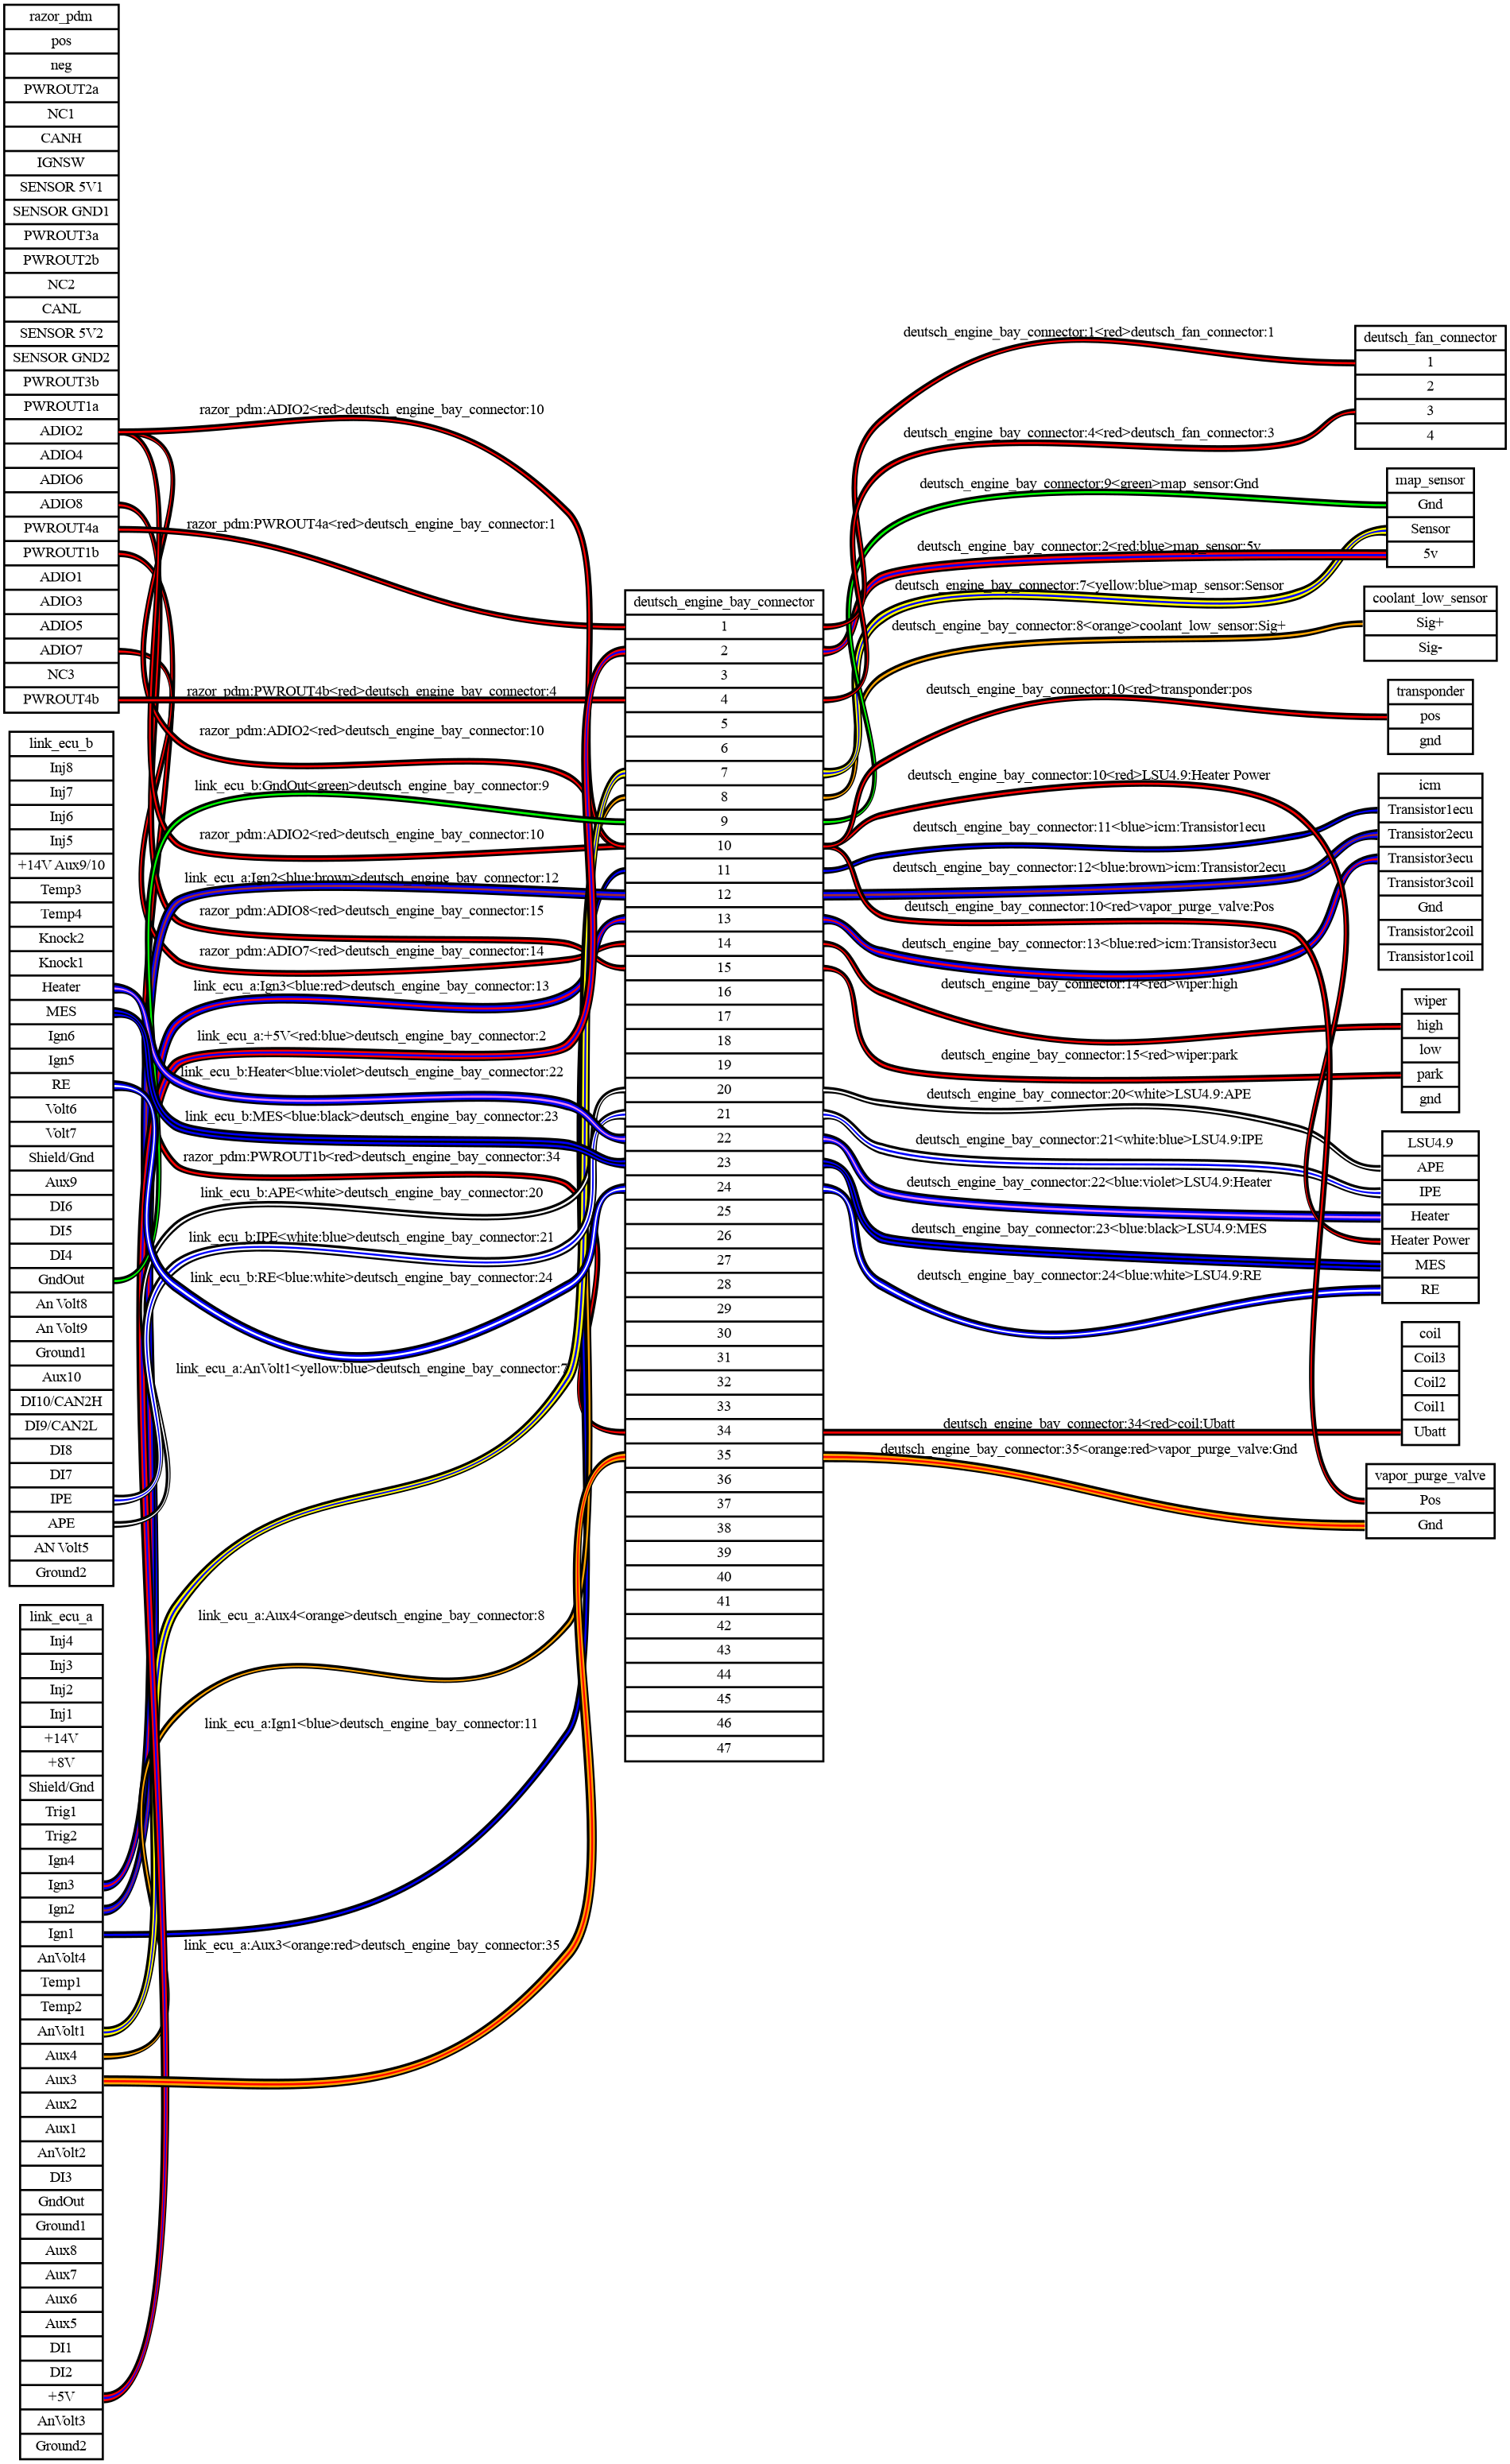 razor_pdm
pos
neg
PWROUT2a
NC1
CANH
IGNSW
SENSOR 5V1
SENSOR GND1
PWROUT3a
PWROUT2b
NC2
CANL
SENSOR 5V2
SENSOR GND2
PWROUT3b
PWROUT1a
ADIO2
ADIO4
ADIO6
ADIO8
PWROUT4a
PWROUT1b
ADIO1
ADIO3
ADIO5
ADIO7
NC3
PWROUT4b
link_ecu_b
Inj8
Inj7
Inj6
Inj5
+14V Aux9/10
Temp3
Temp4
Knock2
Knock1
Heater
MES
Ign6
Ign5
RE
Volt6
Volt7
Shield/Gnd
Aux9
DI6
DI5
DI4
GndOut
An Volt8
An Volt9
Ground1
Aux10
DI10/CAN2H
DI9/CAN2L
DI8
DI7
IPE
APE
AN Volt5
Ground2
link_ecu_a
Inj4
Inj3
Inj2
Inj1
+14V
+8V
Shield/Gnd
Trig1
Trig2
Ign4
Ign3
Ign2
Ign1
AnVolt4
Temp1
Temp2
AnVolt1
Aux4
Aux3
Aux2
Aux1
AnVolt2
DI3
GndOut
Ground1
Aux8
Aux7
Aux6
Aux5
DI1
DI2
+5V
AnVolt3
Ground2
razor_pdm:ADIO2<red>deutsch_engine_bay_connector:10
razor_pdm:PWROUT4a<red>deutsch_engine_bay_connector:1
razor_pdm:PWROUT4b<red>deutsch_engine_bay_connector:4
razor_pdm:ADIO2<red>deutsch_engine_bay_connector:10
link_ecu_b:GndOut<green>deutsch_engine_bay_connector:9
razor_pdm:ADIO2<red>deutsch_engine_bay_connector:10
link_ecu_a:Ign2<blue:brown>deutsch_engine_bay_connector:12
razor_pdm:ADIO8<red>deutsch_engine_bay_connector:15
razor_pdm:ADIO7<red>deutsch_engine_bay_connector:14
link_ecu_a:Ign3<blue:red>deutsch_engine_bay_connector:13
link_ecu_a:+5V<red:blue>deutsch_engine_bay_connector:2
link_ecu_b:Heater<blue:violet>deutsch_engine_bay_connector:22
link_ecu_b:MES<blue:black>deutsch_engine_bay_connector:23
razor_pdm:PWROUT1b<red>deutsch_engine_bay_connector:34
link_ecu_b:APE<white>deutsch_engine_bay_connector:20
link_ecu_b:IPE<white:blue>deutsch_engine_bay_connector:21
link_ecu_b:RE<blue:white>deutsch_engine_bay_connector:24
link_ecu_a:AnVolt1<yellow:blue>deutsch_engine_bay_connector:7
link_ecu_a:Aux4<orange>deutsch_engine_bay_connector:8
link_ecu_a:Ign1<blue>deutsch_engine_bay_connector:11
link_ecu_a:Aux3<orange:red>deutsch_engine_bay_connector:35
deutsch_engine_bay_connector
1
2
3
4
5
6
7
8
9
10
11
12
13
14
15
16
17
18
19
20
21
22
23
24
25
26
27
28
29
30
31
32
33
34
35
36
37
38
39
40
41
42
43
44
45
46
47
deutsch_engine_bay_connector:1<red>deutsch_fan_connector:1
deutsch_engine_bay_connector:4<red>deutsch_fan_connector:3
deutsch_engine_bay_connector:9<green>map_sensor:Gnd
deutsch_engine_bay_connector:2<red:blue>map_sensor:5v
deutsch_engine_bay_connector:7<yellow:blue>map_sensor:Sensor
deutsch_engine_bay_connector:8<orange>coolant_low_sensor:Sig+
deutsch_engine_bay_connector:10<red>transponder:pos
deutsch_engine_bay_connector:10<red>LSU4.9:Heater Power
deutsch_engine_bay_connector:11<blue>icm:Transistor1ecu
deutsch_engine_bay_connector:12<blue:brown>icm:Transistor2ecu
deutsch_engine_bay_connector:10<red>vapor_purge_valve:Pos
deutsch_engine_bay_connector:13<blue:red>icm:Transistor3ecu
deutsch_engine_bay_connector:14<red>wiper:high
deutsch_engine_bay_connector:15<red>wiper:park
deutsch_engine_bay_connector:20<white>LSU4.9:APE
deutsch_engine_bay_connector:21<white:blue>LSU4.9:IPE
deutsch_engine_bay_connector:22<blue:violet>LSU4.9:Heater
deutsch_engine_bay_connector:23<blue:black>LSU4.9:MES
deutsch_engine_bay_connector:24<blue:white>LSU4.9:RE
deutsch_engine_bay_connector:34<red>coil:Ubatt
deutsch_engine_bay_connector:35<orange:red>vapor_purge_valve:Gnd
deutsch_fan_connector
1
2
3
4
map_sensor
Gnd
Sensor
5v
coolant_low_sensor
Sig+
Sig-
transponder
pos
gnd
icm
Transistor1ecu
Transistor2ecu
Transistor3ecu
Transistor3coil
Gnd
Transistor2coil
Transistor1coil
wiper
high
low
park
gnd
LSU4.9
APE
IPE
Heater
Heater Power
MES
RE
coil
Coil3
Coil2
Coil1
Ubatt
vapor_purge_valve
Pos
Gnd